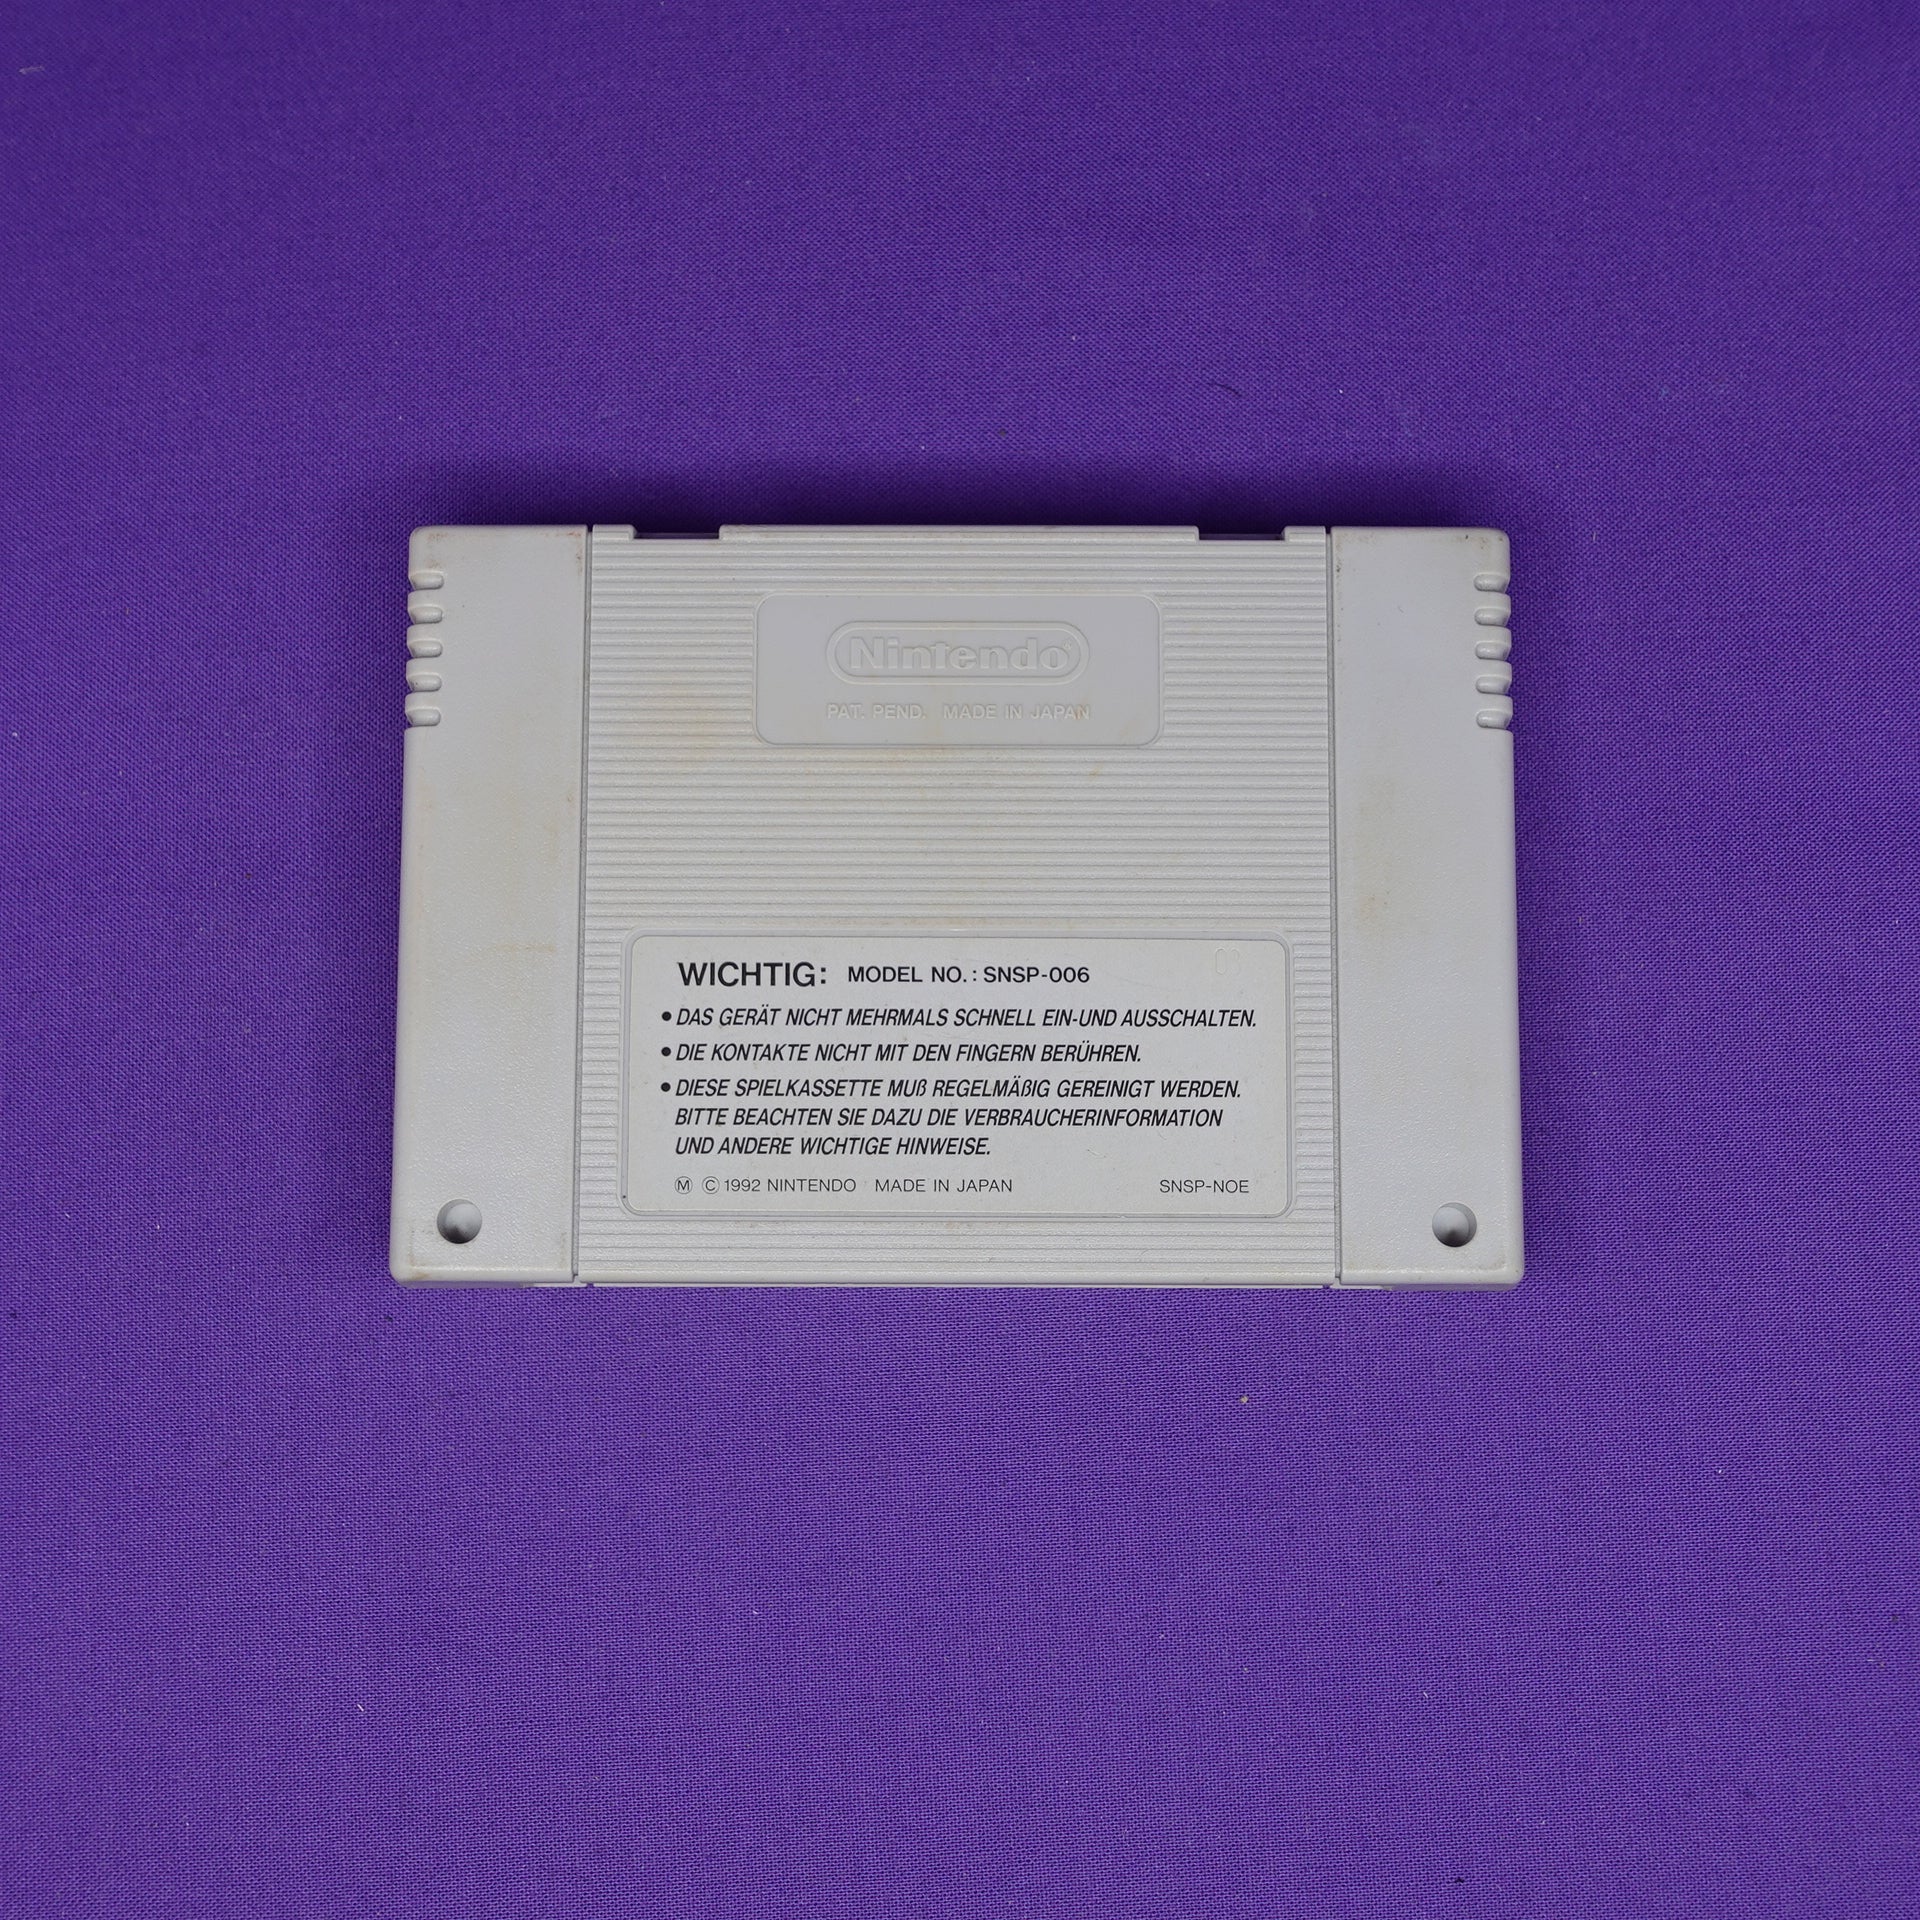 Nintendo®
PAT. PEND. MADE IN JAPAN
WICHTIG: MODEL NO.: SNSP-006
• DAS GERÄT NICHT MEHRMALS SCHNELL EIN-UND AUSSCHALTEN.
• DIE KONTAKTE NICHT MIT DEN FINGERN BERÜHREN.
• DIESE SPIELKASSETTE MUß REGELMÄßIG GEREINIGT WERDEN.
BITTE BEACHTEN SIE DAZU DIE VERBRAUCHERINFORMATION
UND ANDERE WICHTIGE HINWEISE.
Ⓜ © 1992 NINTENDO MADE IN JAPAN SNSP-NOE